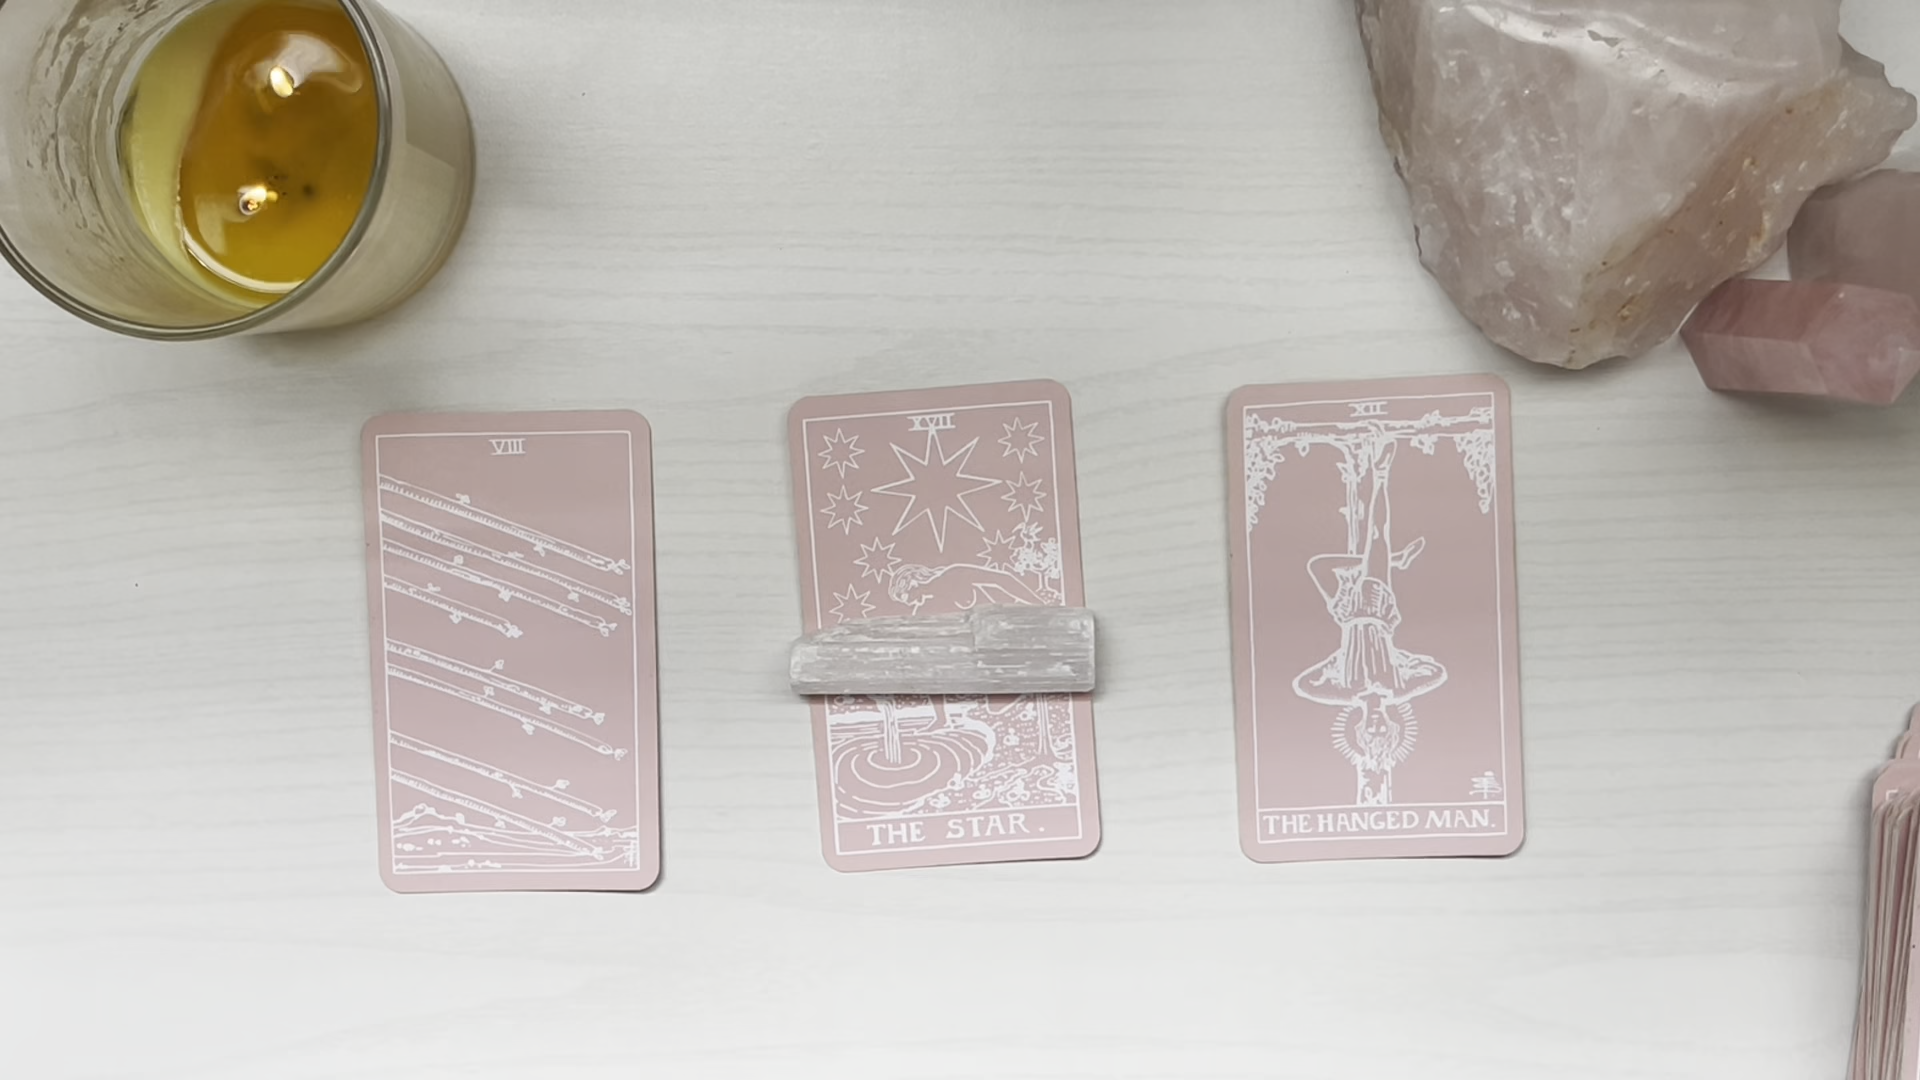 VIII
XVII
THE STAR.
XII
THE HANGED MAN.